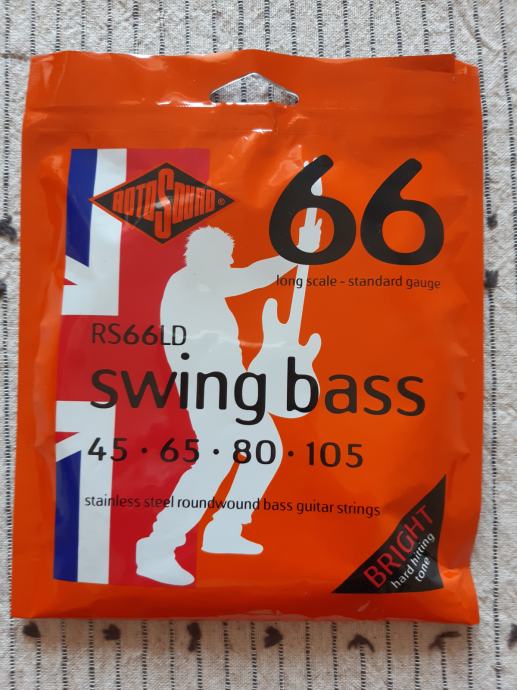 ROTOSOUND®
66
long scale - standard gauge
RS66LD
swing bass
45 · 65 · 80 · 105
stainless steel roundwound bass guitar strings
BRIGHT
hard hitting
tone